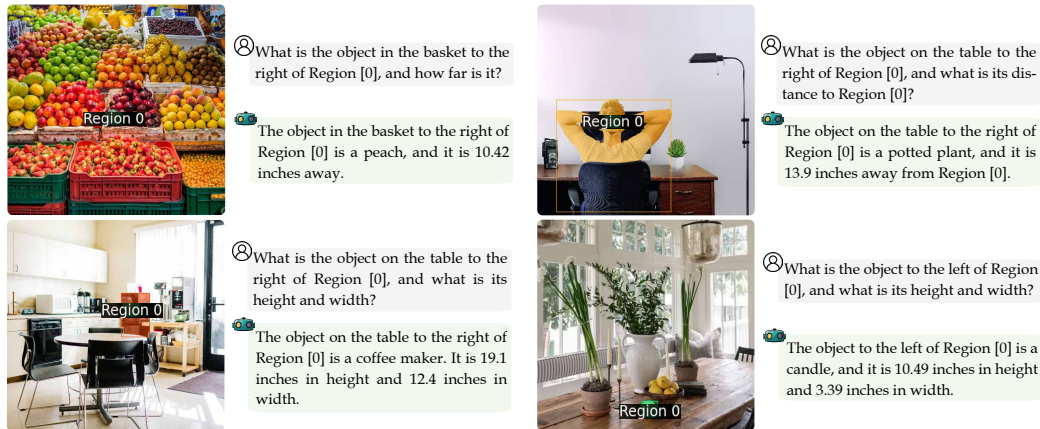 What is the object in the basket to the
right of Region [0], and how far is it?
Region 0
The object in the basket to the right of
Region [0] is a peach, and it is 10.42
inches away.
What is the object on the table to the
right of Region [0], and what is its dis-
tance to Region [0]?
Region 0
The object on the table to the right of
Region [0] is a potted plant, and it is
13.9 inches away from Region [0].
What is the object on the table to the
right of Region [0], and what is its
height and width?
Region 0
The object on the table to the right of
Region [0] is a coffee maker. It is 19.1
inches in height and 12.4 inches in
width.
What is the object to the left of Region
[0], and what is its height and width?
Region 0
The object to the left of Region [0] is a
candle, and it is 10.49 inches in height
and 3.39 inches in width.